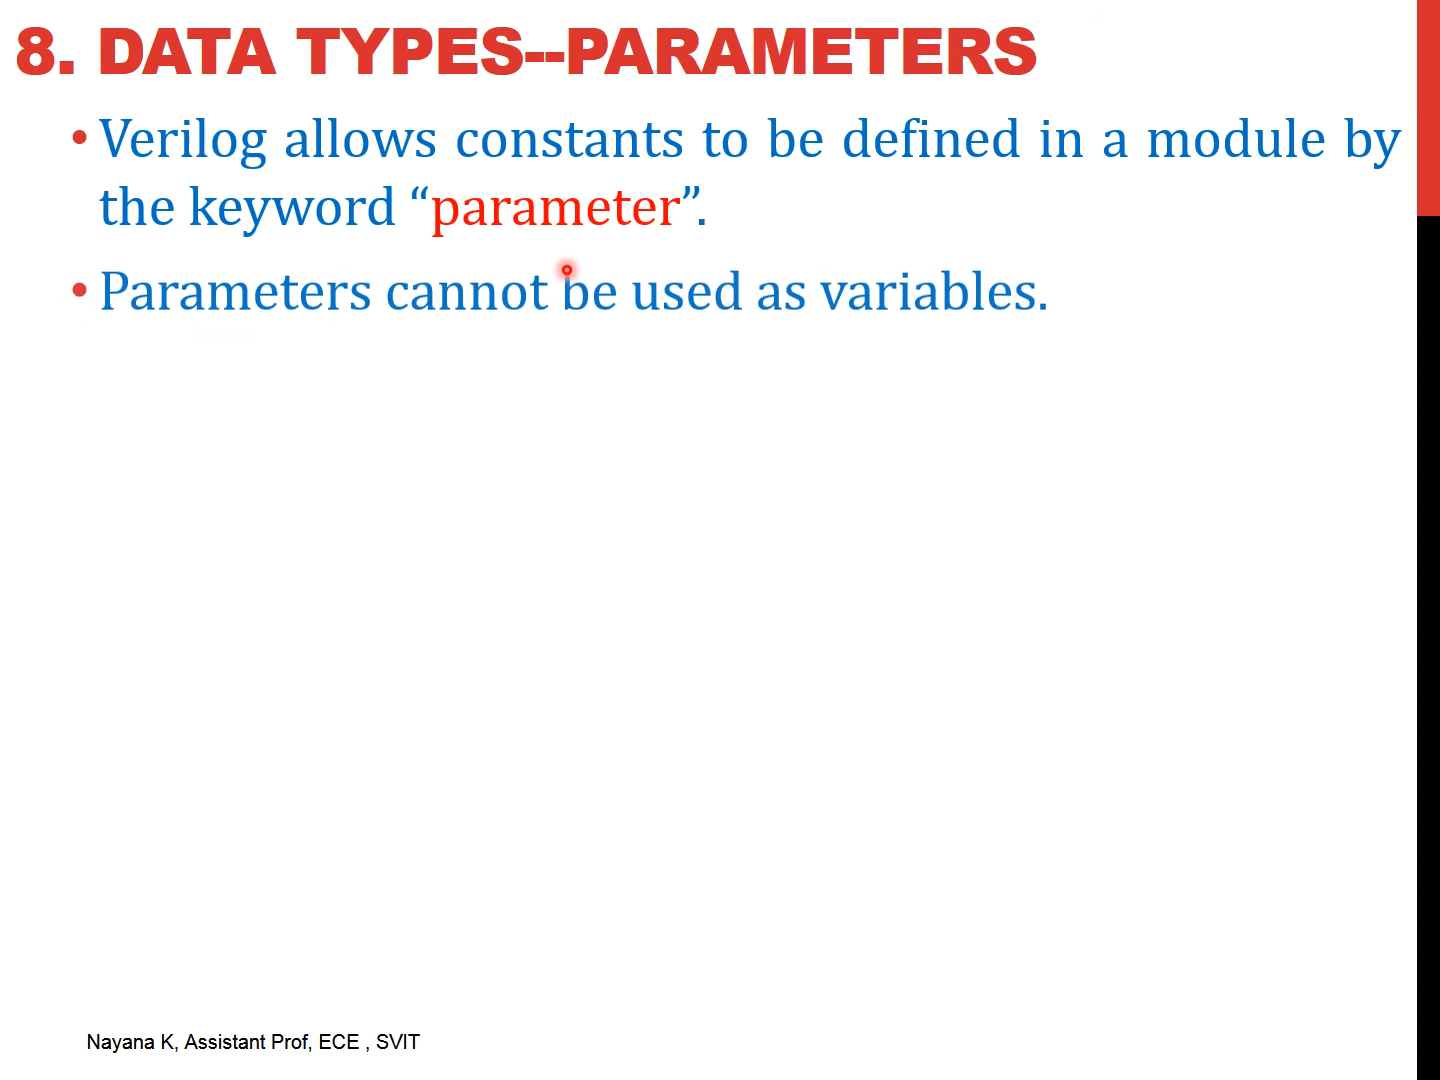 8. DATA TYPES--PARAMETERS
• Verilog allows constants to be defined in a module by
the keyword “parameter”.
• Parameters cannot be used as variables.
Nayana K, Assistant Prof, ECE , SVIT